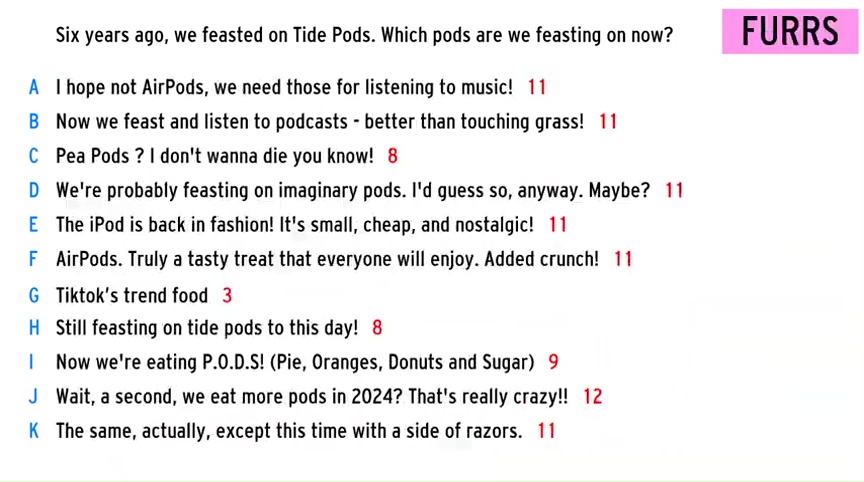 Six years ago, we feasted on Tide Pods. Which pods are we feasting on now?
FURRS
A I hope not AirPods, we need those for listening to music! 11
B Now we feast and listen to podcasts - better than touching grass! 11
C Pea Pods ? I don't wanna die you know! 8
D We're probably feasting on imaginary pods. I'd guess so, anyway. Maybe? 11
E The iPod is back in fashion! It's small, cheap, and nostalgic! 11
F AirPods. Truly a tasty treat that everyone will enjoy. Added crunch! 11
G Tiktok’s trend food 3
H Still feasting on tide pods to this day! 8
I Now we're eating P.O.D.S! (Pie, Oranges, Donuts and Sugar) 9
J Wait, a second, we eat more pods in 2024? That's really crazy!! 12
K The same, actually, except this time with a side of razors. 11